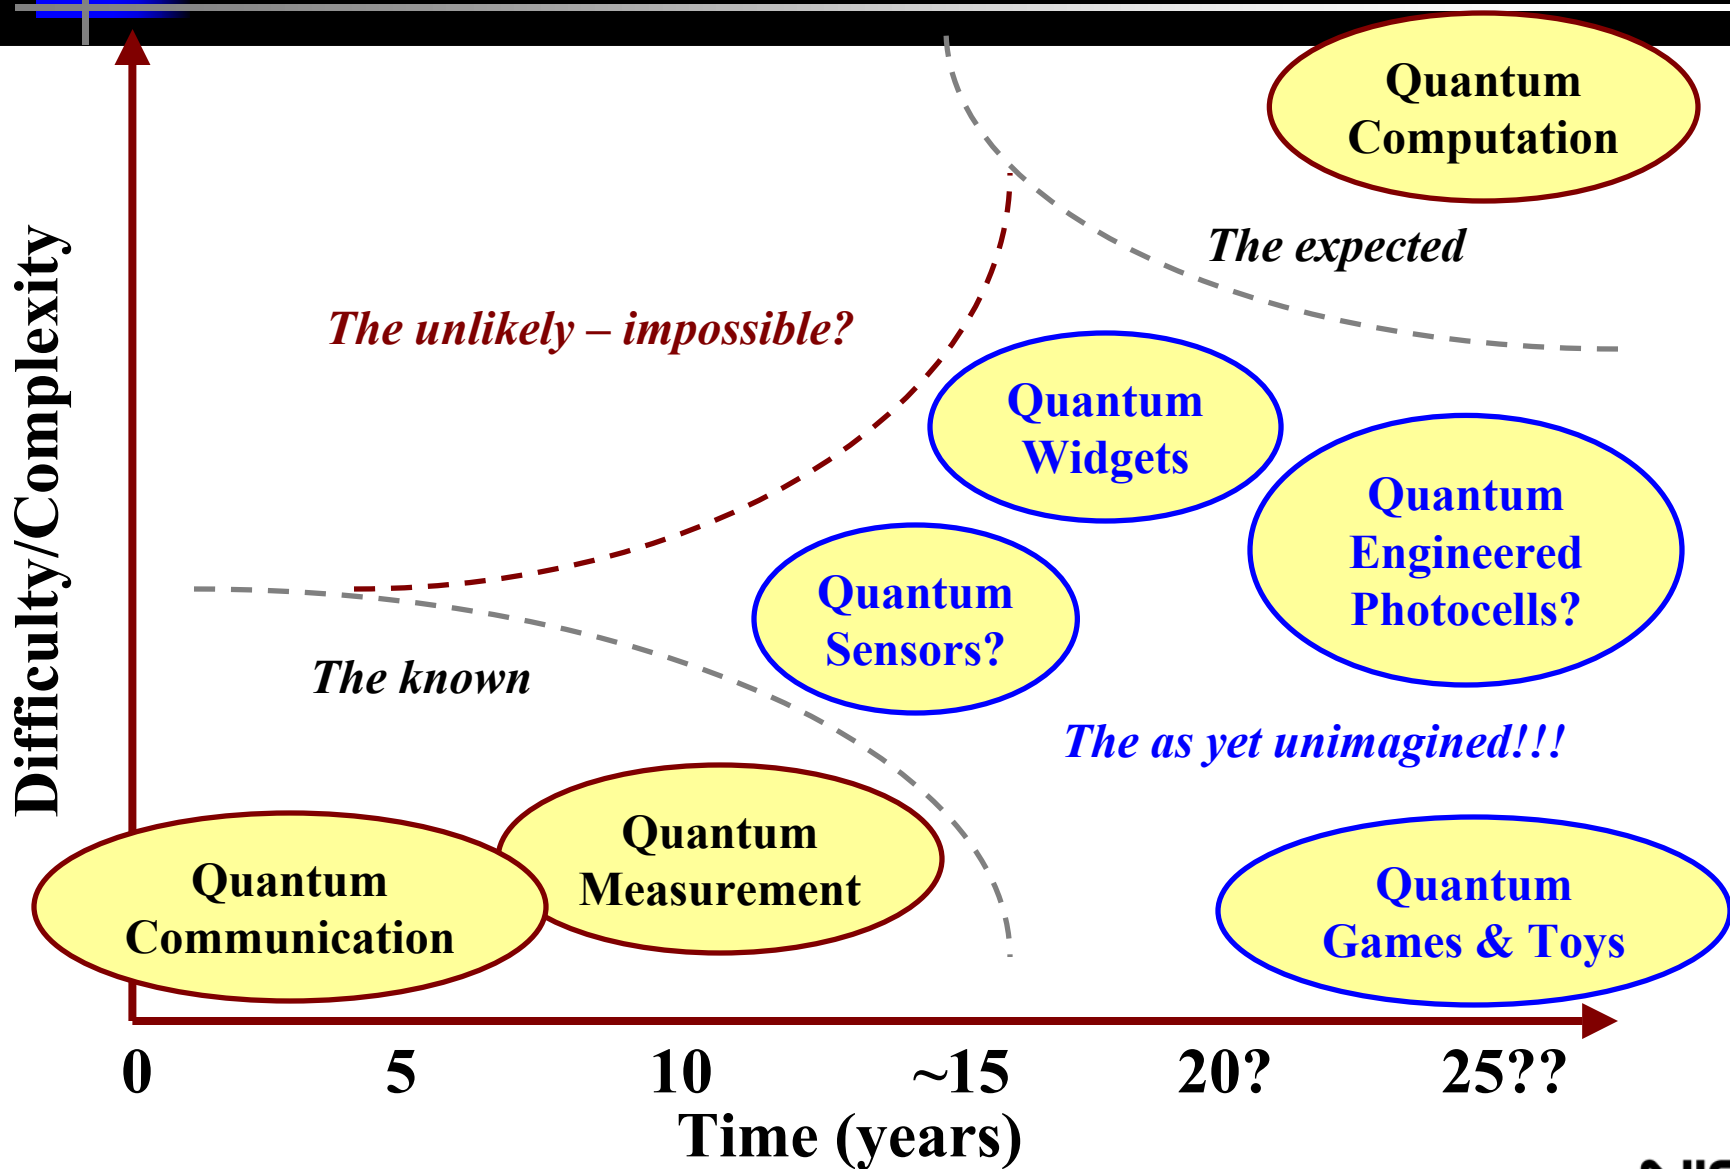 Quantum
Computation
The expected
The unlikely – impossible?
Quantum
Widgets
Quantum
Engineered
Photocells?
Quantum
Sensors?
The known
The as yet unimagined!!!
Quantum
Measurement
Quantum
Communication
Quantum
Games & Toys
Difficulty/Complexity
0 5 10 ~15 20? 25??
Time (years)